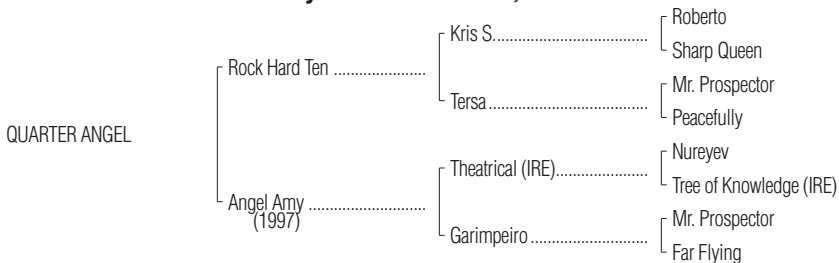 Roberto
Kris S.
Sharp Queen
Rock Hard Ten
Mr. Prospector
Tersa
Peacefully
QUARTER ANGEL
Nureyev
Theatrical (IRE)
Tree of Knowledge (IRE)
Angel Amy
(1997)
Mr. Prospector
Garimpeiro
Far Flying